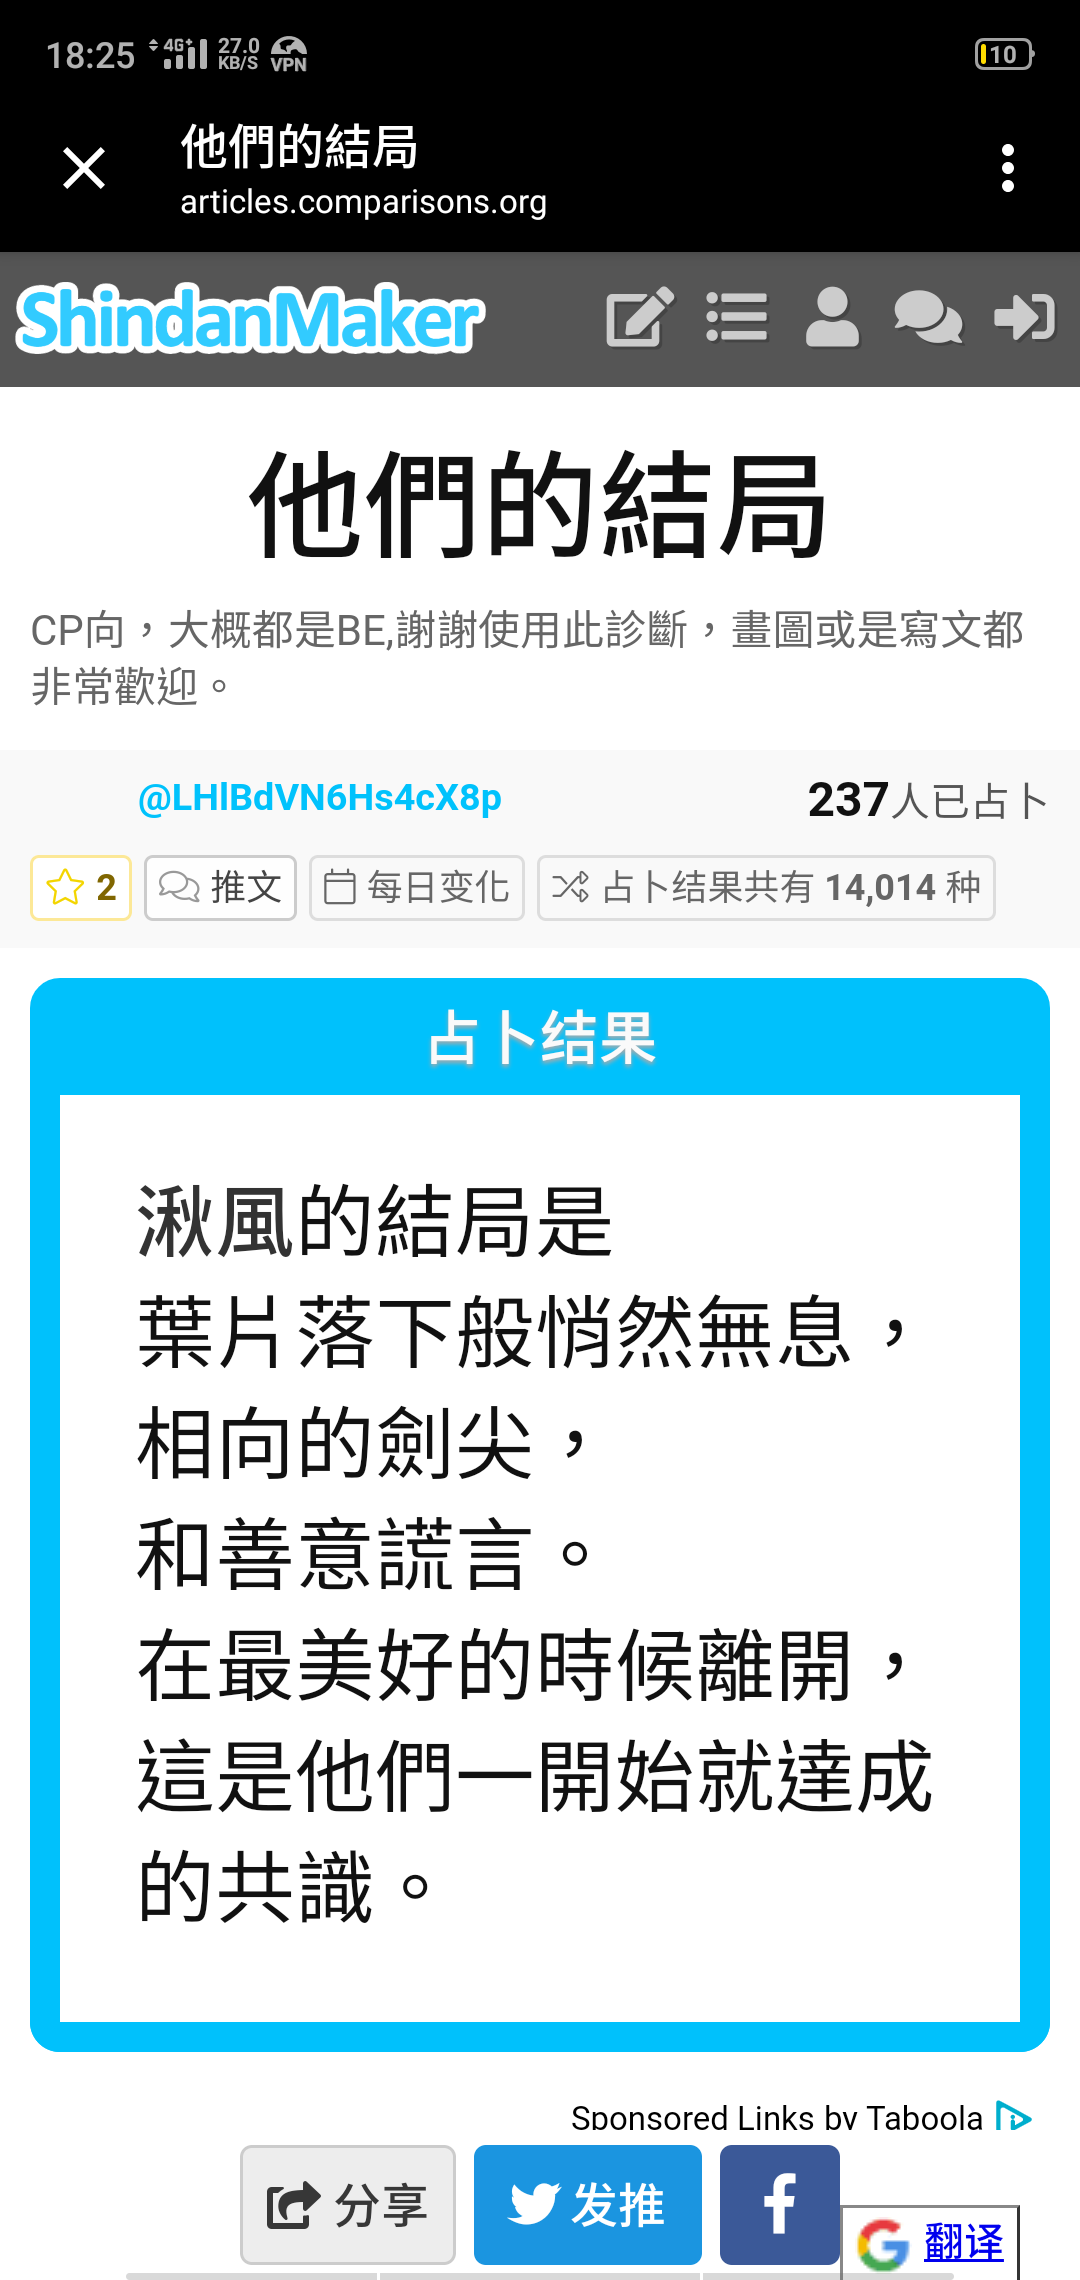 18:25 4G+ 27.0 KB/S VPN 10
他們的結局
articles.comparisons.org
ShindanMaker
他們的結局
CP向，大概都是BE,謝謝使用此診斷，畫圖或是寫文都
非常歡迎。
@LHlBdVN6Hs4cX8p 237人已占卜
2 推文 每日变化 占卜结果共有 14,014 种
占卜结果
湫風的結局是
葉片落下般悄然無息，
相向的劍尖，
和善意謊言。
在最美好的時候離開，
這是他們一開始就達成
的共識。
Sponsored Links by Taboola
分享 发推 f
G 翻译